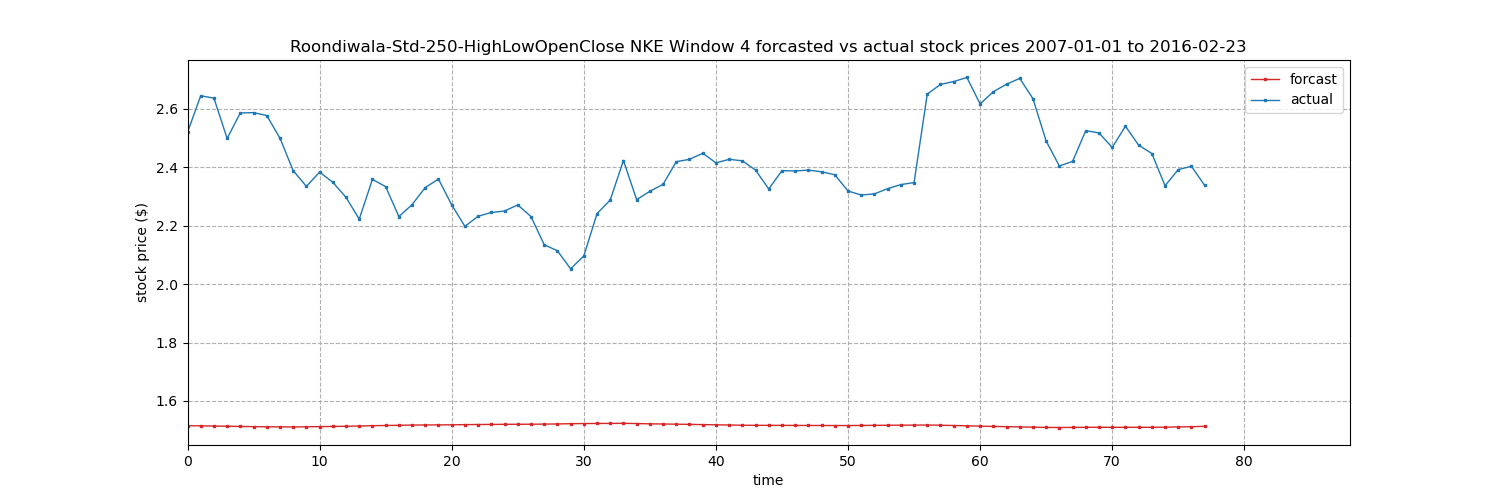 Roondiwala-Std-250-HighLowOpenClose NKE Window 4 forcasted vs actual stock prices 2007-01-01 to 2016-02-23
forcast
actual
stock price ($)
2.6
2.4
2.2
2.0
1.8
1.6
0 10 20 30 40 50 60 70 80
time